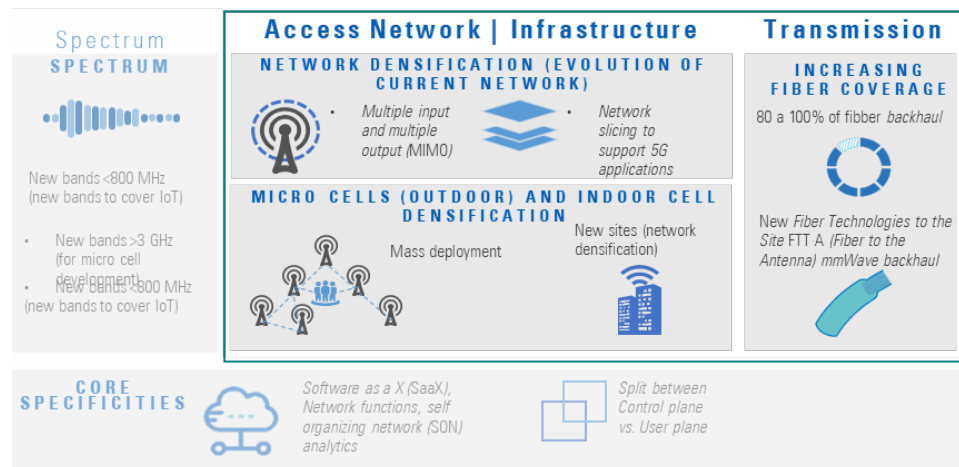 Spectrum
SPECTRUM
New bands <800 MHz
(new bands to cover IoT)
• New bands >3 GHz
(for micro cell
development)
• New bands <800 MHz
(new bands to cover IoT)
Access Network | Infrastructure
NETWORK DENSIFICATION (EVOLUTION OF
CURRENT NETWORK)
• Multiple input
and multiple
output (MIMO)
• Network
slicing to
support 5G
applications
MICRO CELLS (OUTDOOR) AND INDOOR CELL
DENSIFICATION
Mass deployment
New sites (network
densification)
Transmission
INCREASING
FIBER COVERAGE
80 a 100% of fibber backhaul
New Fiber Technologies to the
Site FTT A (Fiber to the
Antenna) mmWave backhaul
CORE
SPECIFICITIES
Software as a X (SaaX),
Network functions, self
organizing network (SON)
analytics
Split between
Control plane
vs. User plane